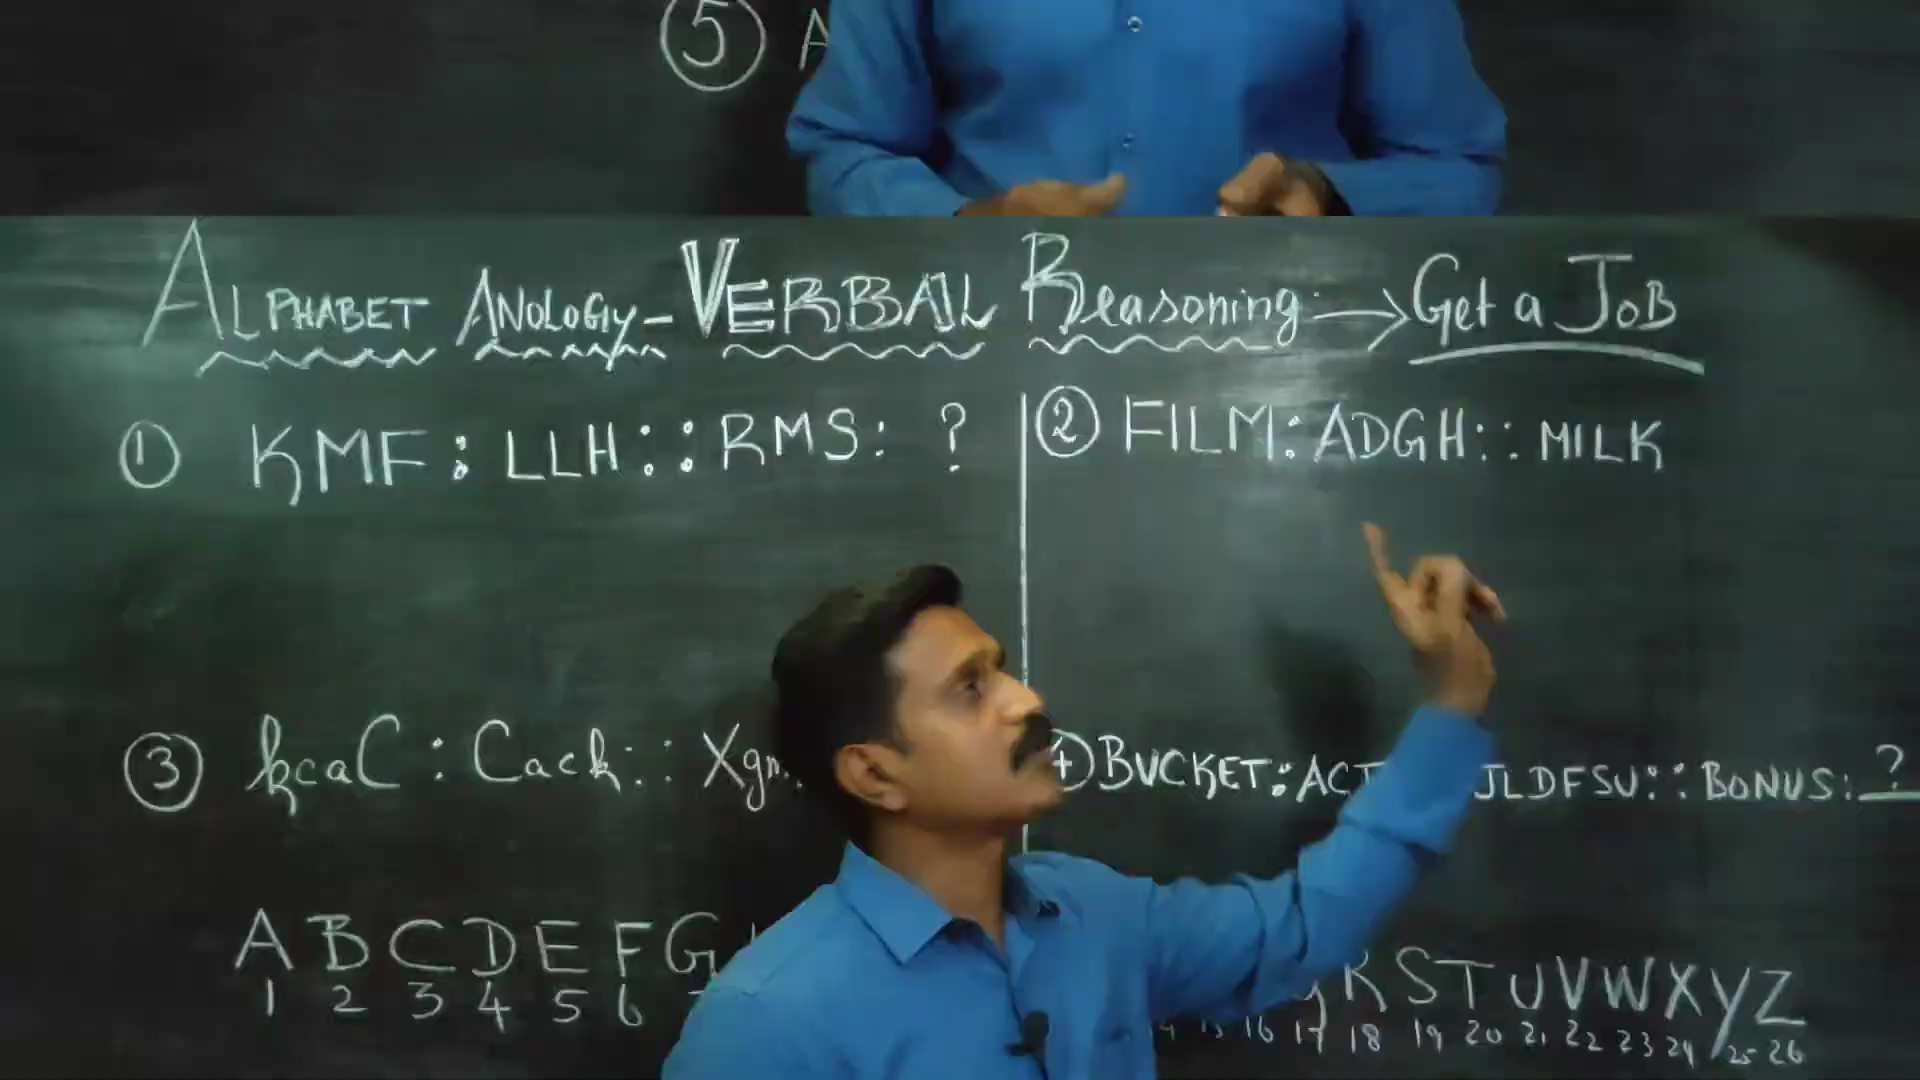 ⑤ A
ALPHABET ANOLOGIY - VERBAL Reasoning → Get a JOB
① KMF : LLH :: RMS : ?
② FILM : ADGH :: MILK
③ kcaC : Cack :: Xgn
④ BUCKET : ACT JLDFSU :: BONUS : ?
A B C D E F G R S T U V W X Y Z
1 2 3 4 5 6 16 17 18 19 20 21 22 23 24 25 26